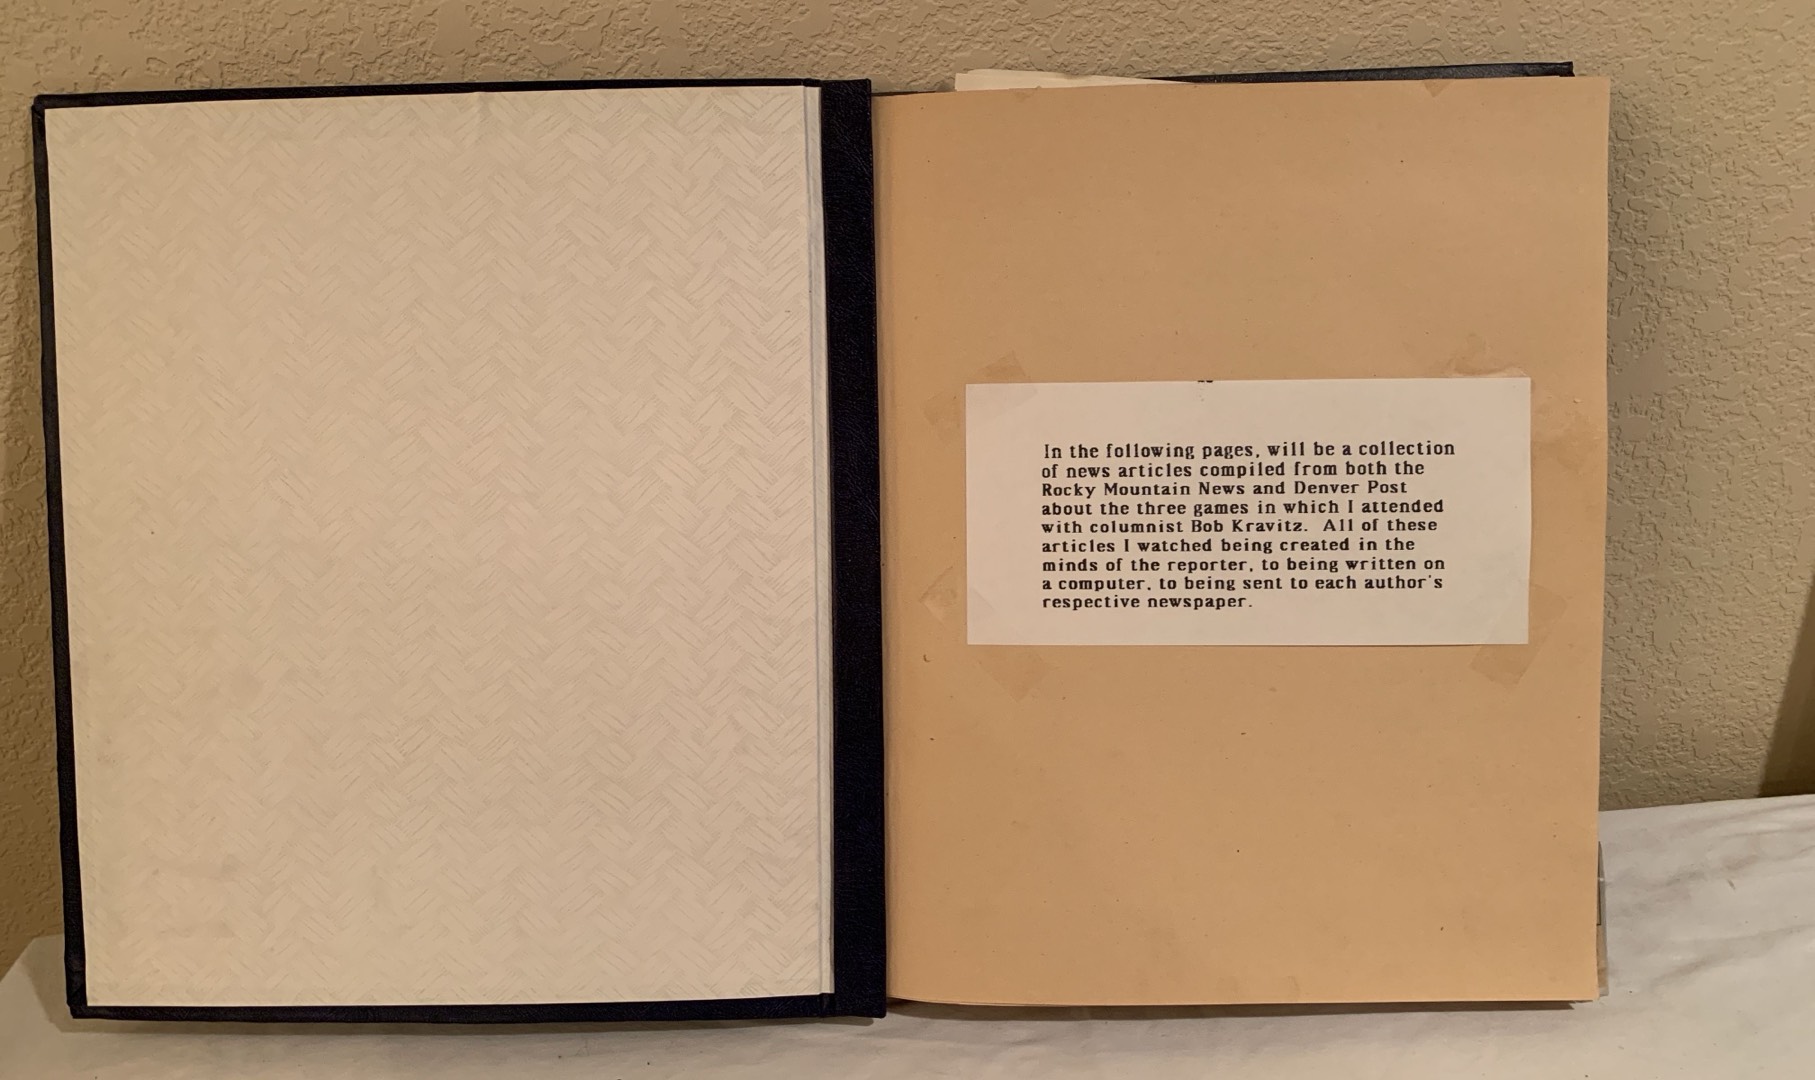 In the following pages, will be a collection
of news articles compiled from both the
Rocky Mountain News and Denver Post
about the three games in which I attended
with columnist Bob Kravitz. All of these
articles I watched being created in the
minds of the reporter, to being written on
a computer, to being sent to each author's
respective newspaper.